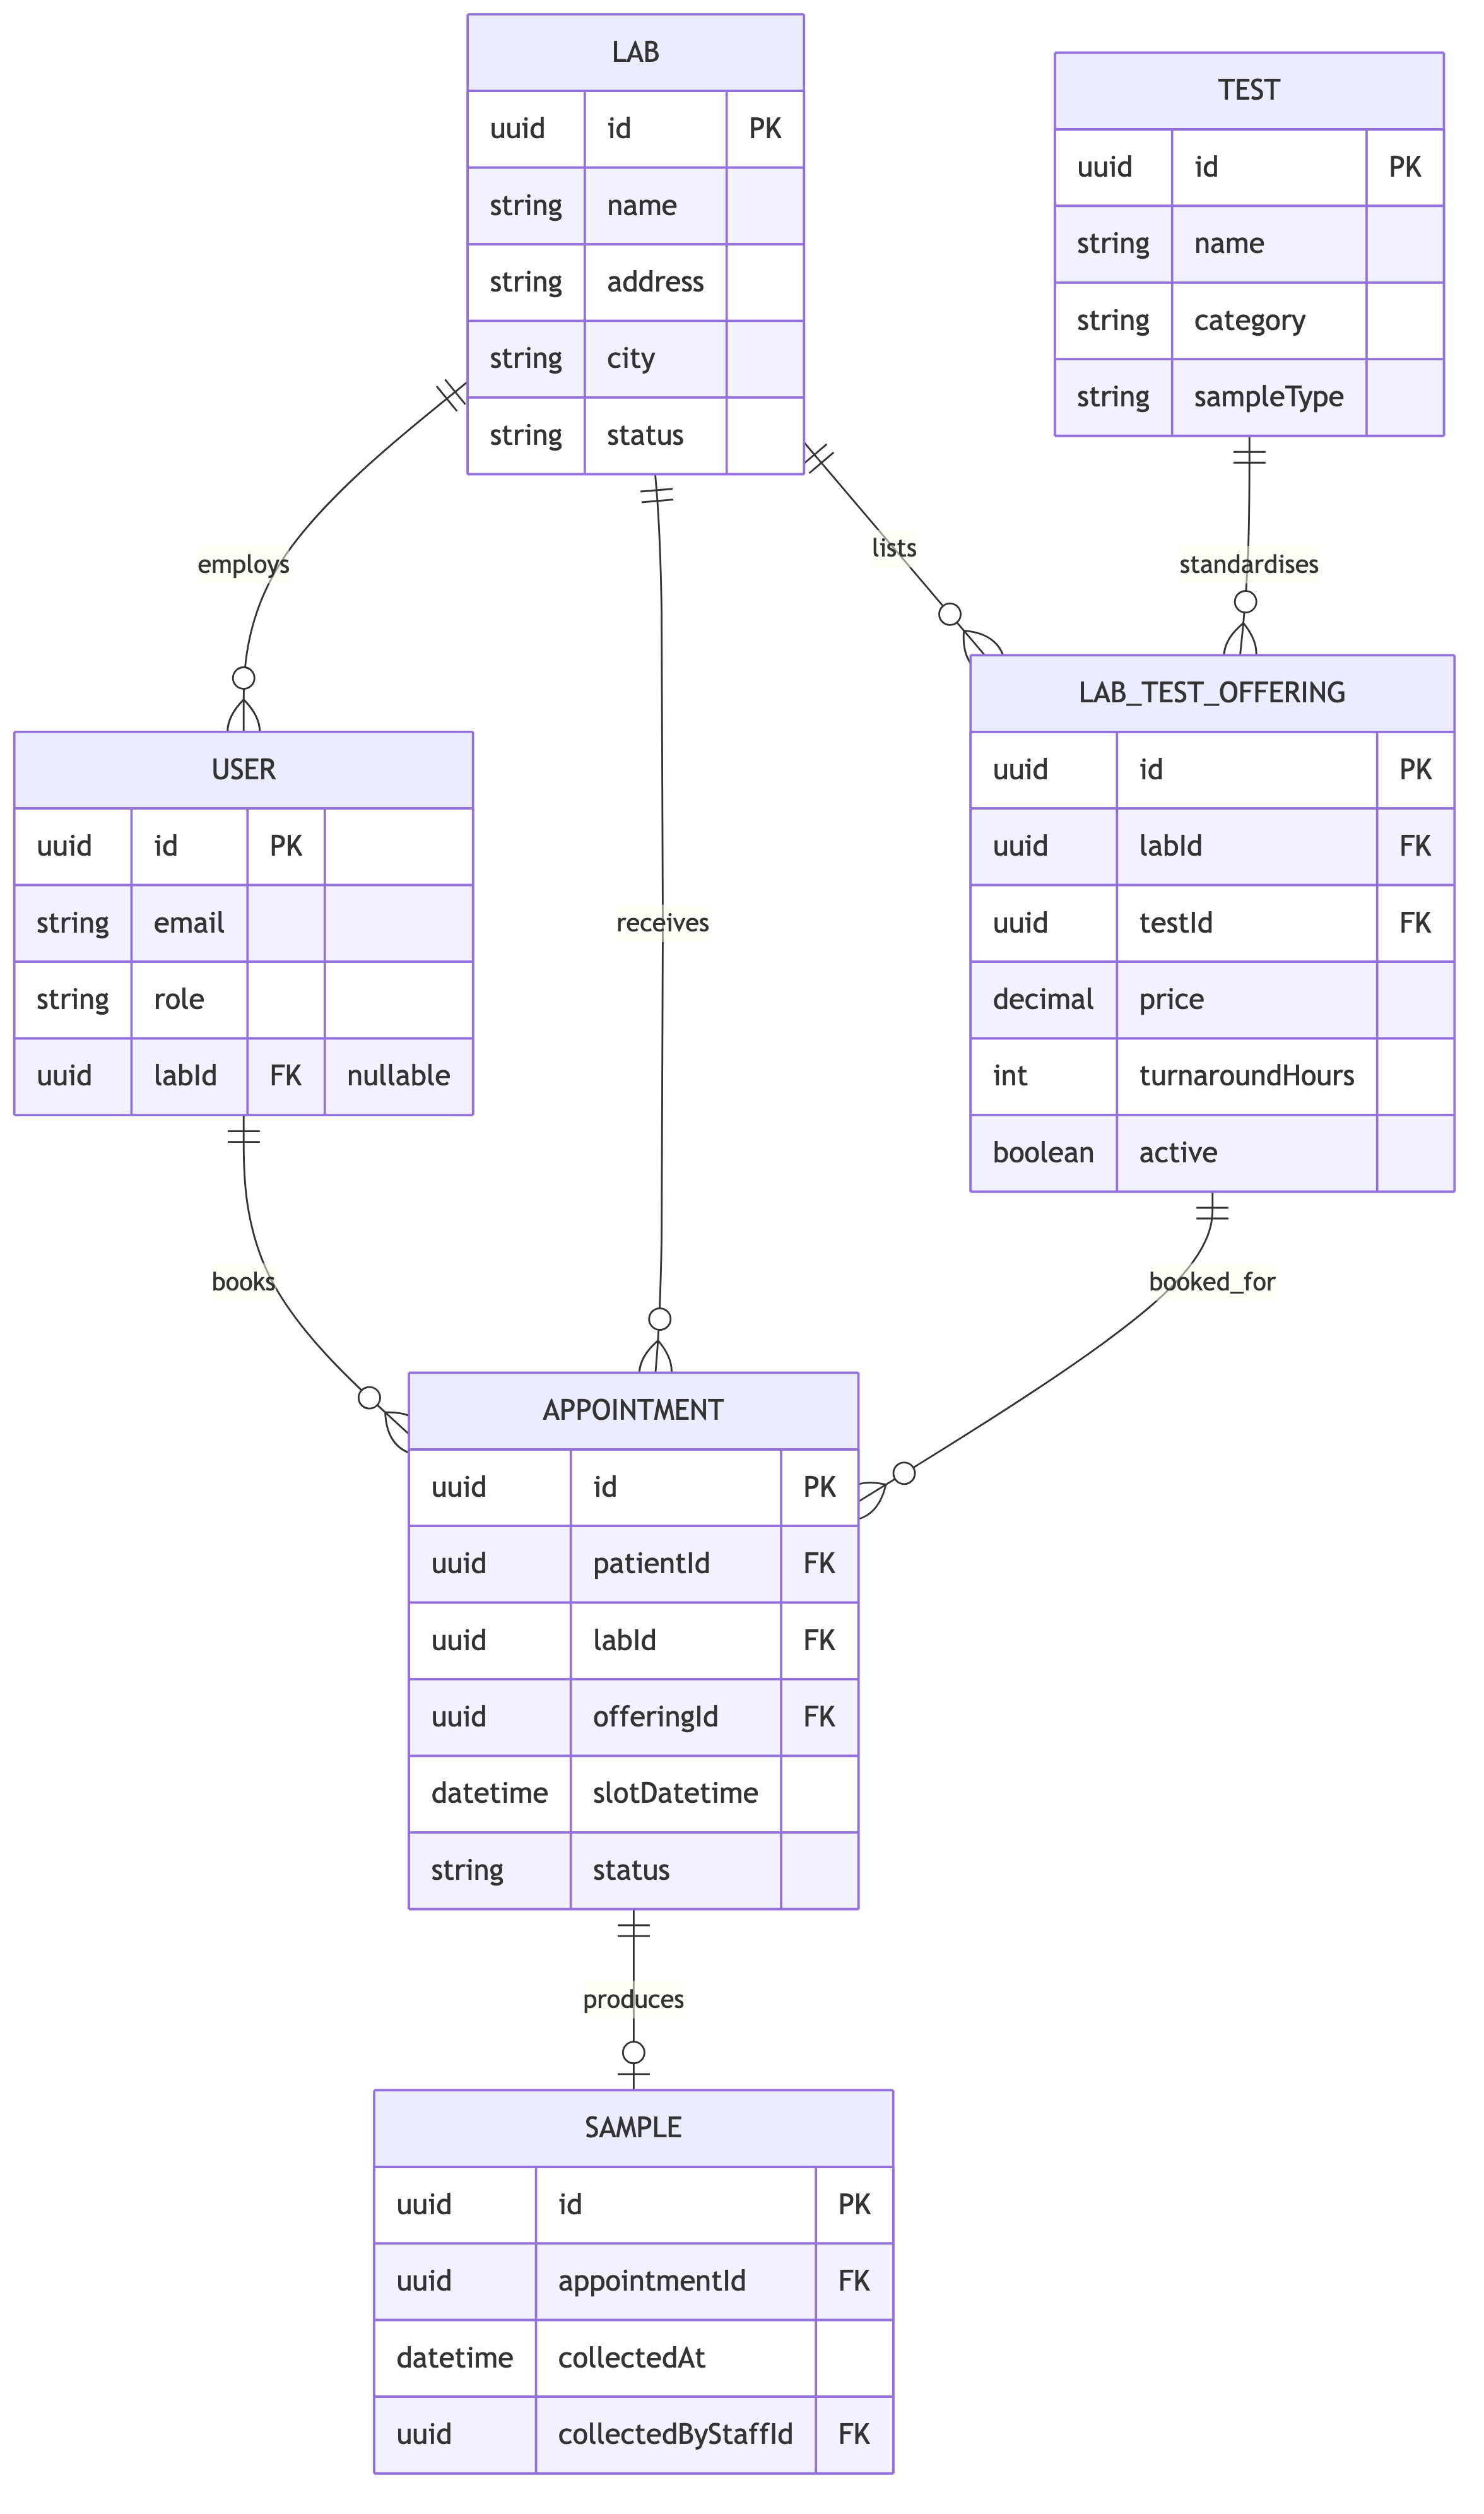 LAB
uuid id PK
string name
string address
string city
string status
TEST
uuid id PK
string name
string category
string sampleType
employs
lists
standardises
USER
uuid id PK
string email
string role
uuid labId FK nullable
receives
LAB_TEST_OFFERING
uuid id PK
uuid labId FK
uuid testId FK
decimal price
int turnaroundHours
boolean active
books
booked_for
APPOINTMENT
uuid id PK
uuid patientId FK
uuid labId FK
uuid offeringId FK
datetime slotDatetime
string status
produces
SAMPLE
uuid id PK
uuid appointmentId FK
datetime collectedAt
uuid collectedByStaffId FK